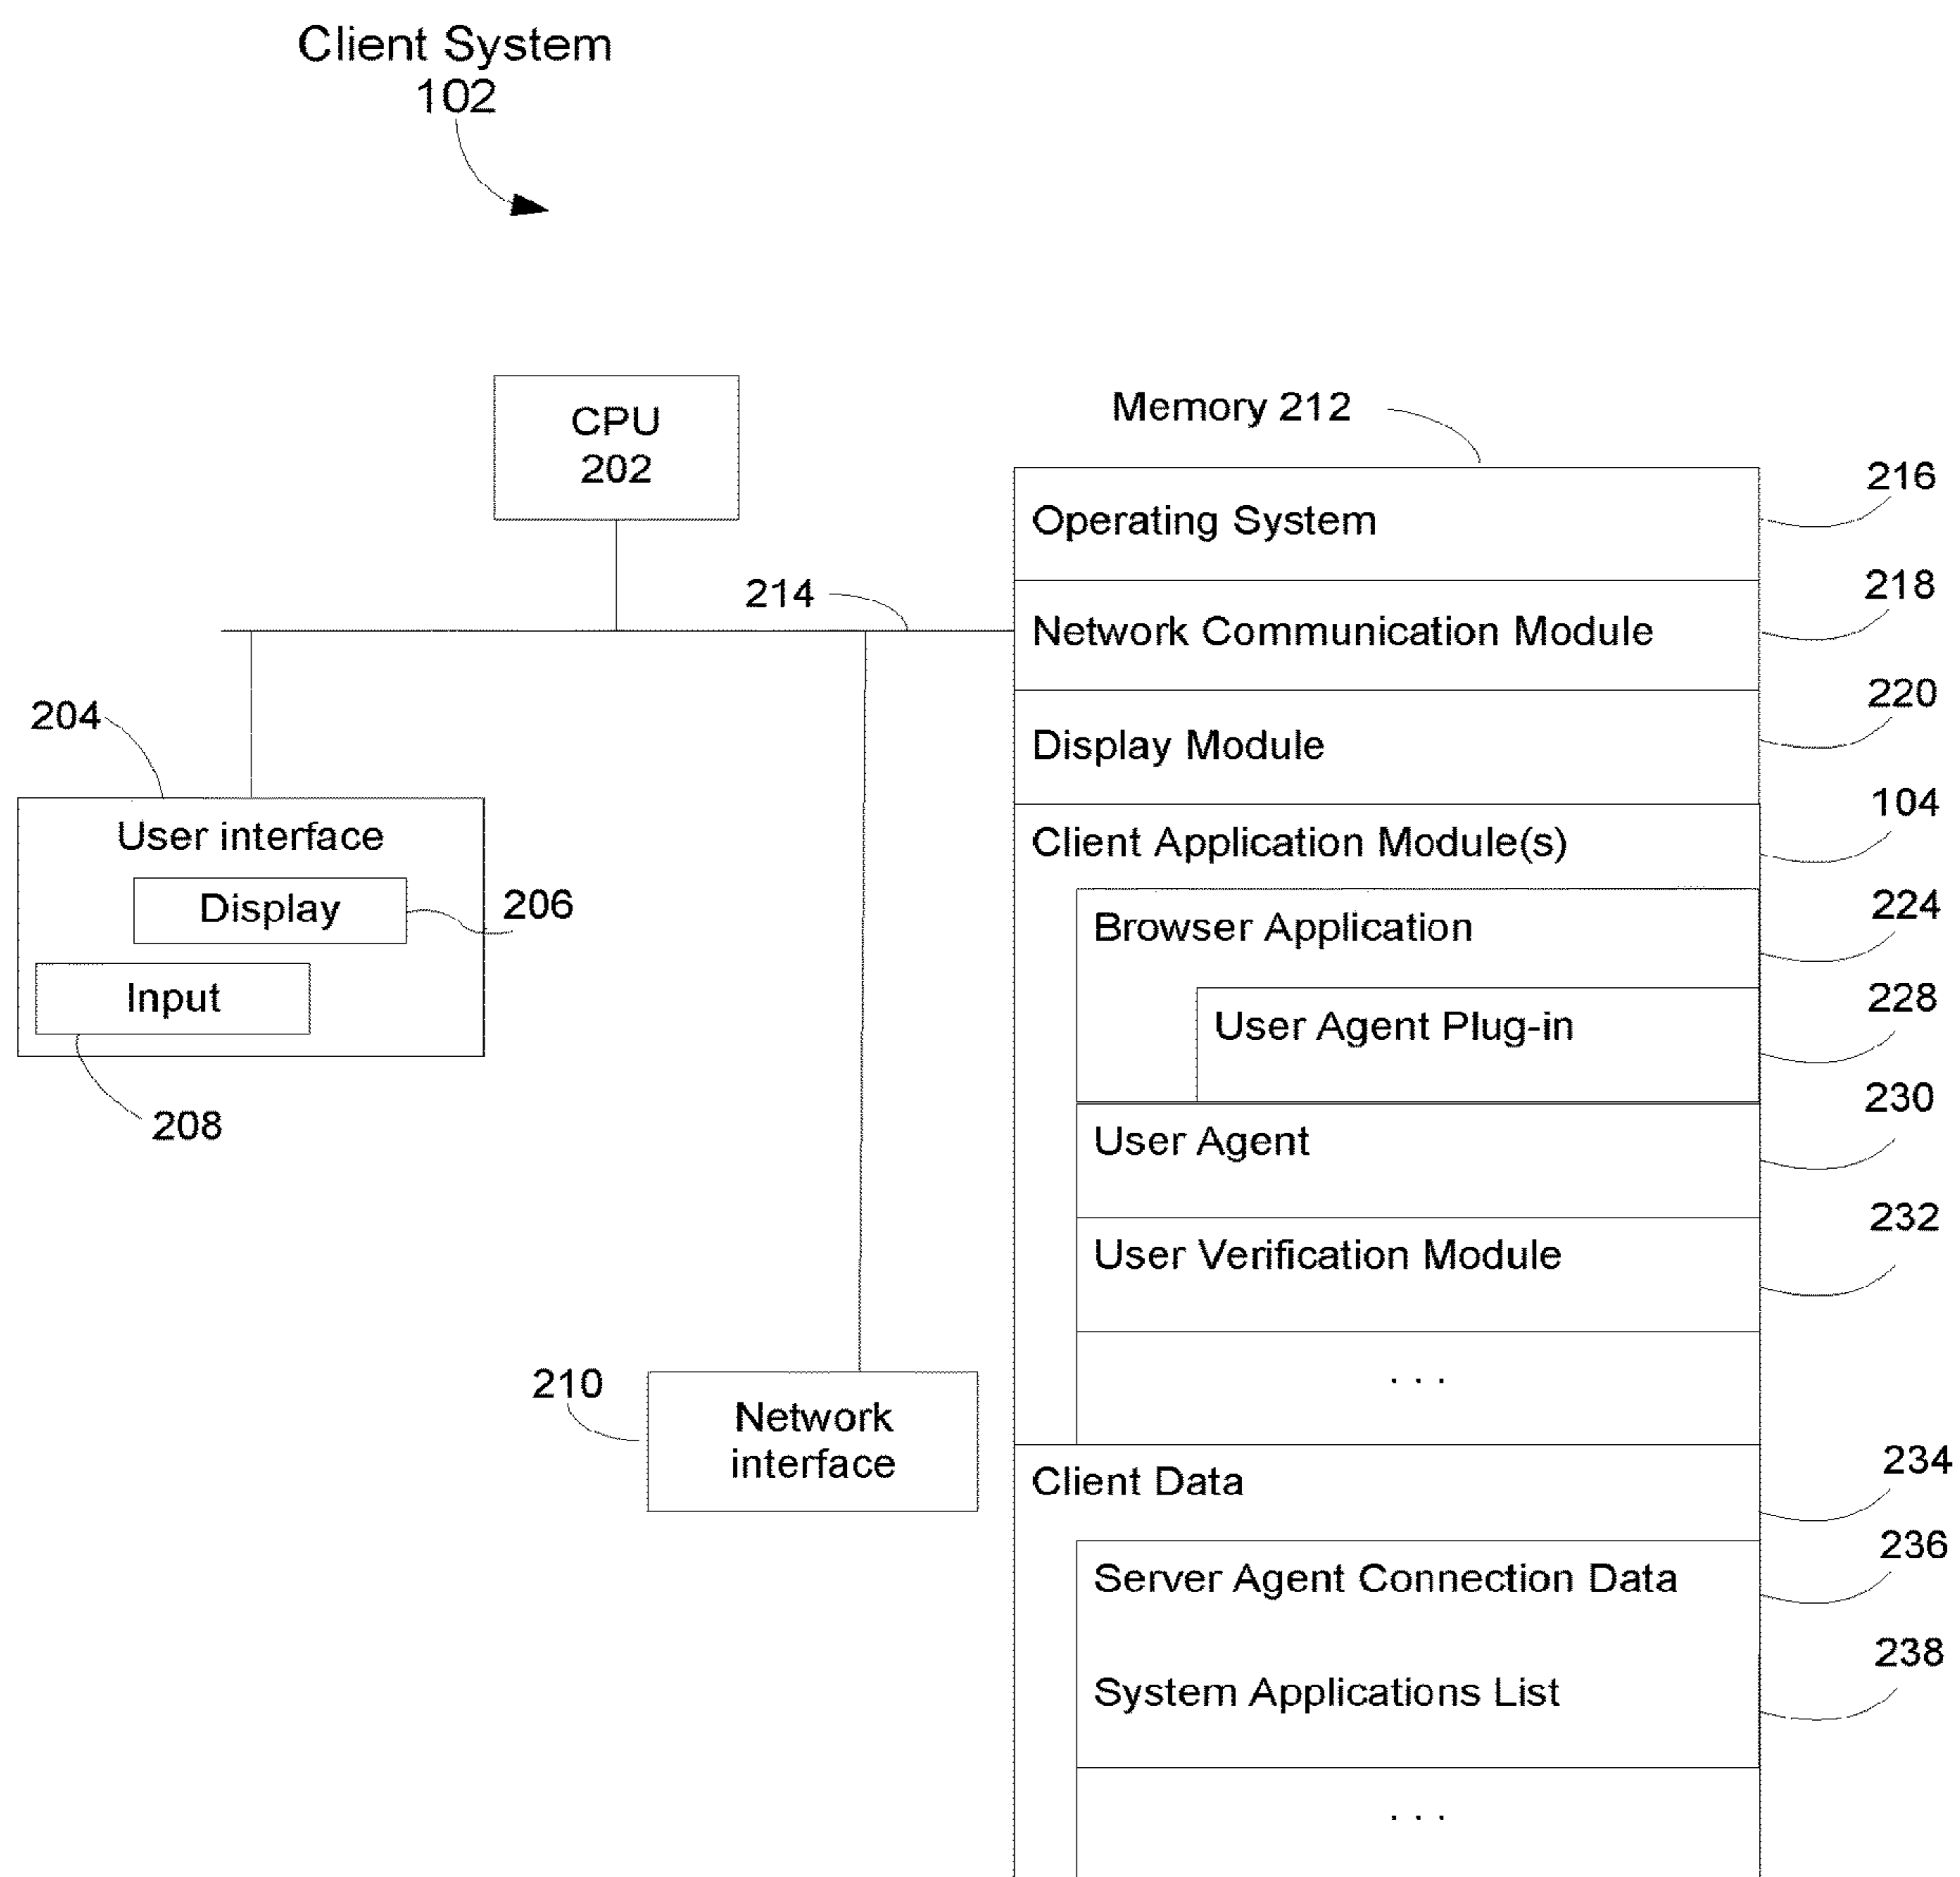 Client System
102
CPU
202
Memory 212
216
Operating System
214
218
Network Communication Module
220
Display Module
204
User interface
Display
206
Input
208
104
Client Application Module(s)
224
Browser Application
228
User Agent Plug-in
230
User Agent
232
User Verification Module
. . .
210
Network
interface
234
Client Data
236
Server Agent Connection Data
238
System Applications List
. . .